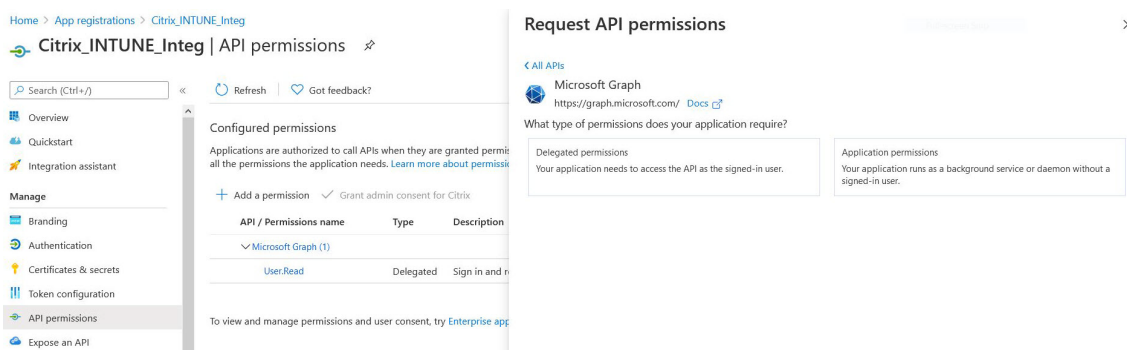 Home > App registrations > Citrix_INTUNE_Integ
Citrix_INTUNE_Integ | API permissions
Search (Ctrl+/)
«
Overview
Quickstart
Integration assistant
Manage
Branding
Authentication
Certificates & secrets
Token configuration
API permissions
Expose an API
Refresh
Got feedback?
Configured permissions
Applications are authorized to call APIs when they are granted permis
all the permissions the application needs. Learn more about permissio
Add a permission
Grant admin consent for Citrix
API / Permissions name Type Description
Microsoft Graph (1)
User.Read Delegated Sign in and r
To view and manage permissions and user consent, try Enterprise app
Request API permissions
All APIs
Microsoft Graph
https://graph.microsoft.com/ Docs
What type of permissions does your application require?
Delegated permissions
Your application needs to access the API as the signed-in user.
Application permissions
Your application runs as a background service or daemon without a
signed-in user.